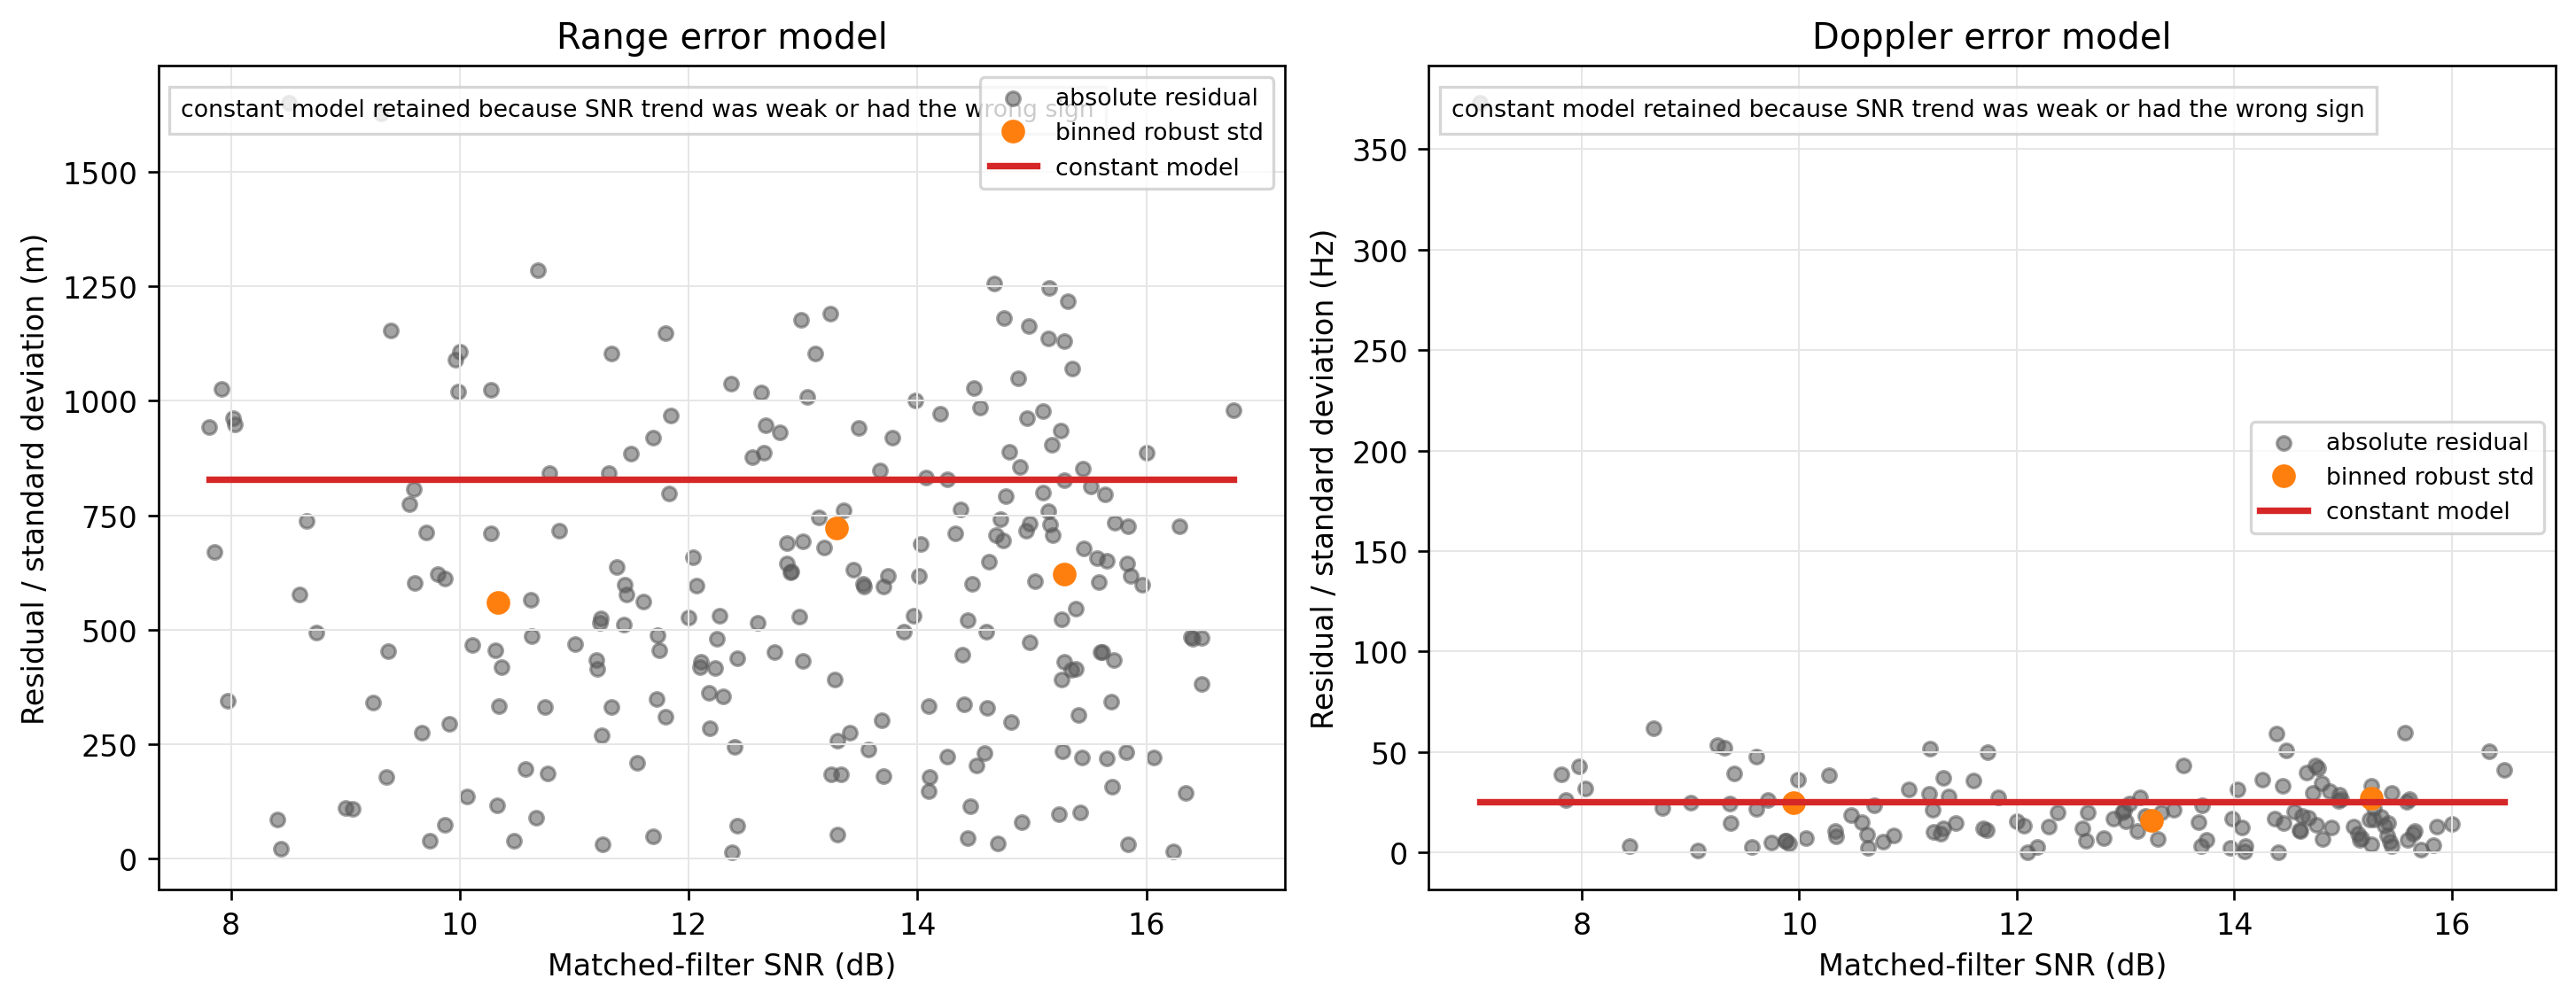 Range error model
constant model retained because SNR trend was weak or had the wrong sign
absolute residual
binned robust std
constant model
1500
1250
1000
750
500
250
0
8 10 12 14 16
Residual / standard deviation (m)
Matched-filter SNR (dB)
Doppler error model
constant model retained because SNR trend was weak or had the wrong sign
absolute residual
binned robust std
constant model
350
300
250
200
150
100
50
0
8 10 12 14 16
Residual / standard deviation (Hz)
Matched-filter SNR (dB)